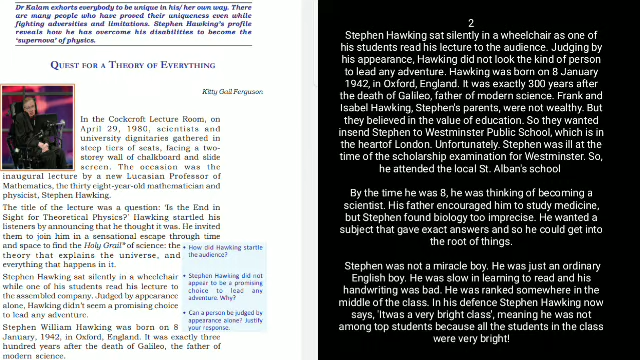 Dr Kalam exhorts everybody to be unique in his/ her own way. There
are many people who have proved their uniqueness even while
fighting adversities and limitations. Stephen Hawking's profile
reveals how he has overcome his disabilities to become the
'supernova' of physics.
QUEST FOR A THEORY OF EVERYTHING
Kitty Gail Ferguson
In the Cockcroft Lecture Room, on
April 29, 1980, scientists and
university dignitaries gathered in
steep tiers of seats, facing a two-
storey wall of chalkboard and slide
screen. The occasion was the
inaugural lecture by a new Lucasian Professor of
Mathematics, the thirty eight-year-old mathematician and
physicist, Stephen Hawking.
The title of the lecture was a question: 'Is the End in
Sight for Theoretical Physics?' Hawking startled his
listeners by announcing that he thought it was. He invited
them to join him in a sensational escape through time
and space to find the Holy Grail* of science: the
theory that explains the universe, and
everything that happens in it.
Stephen Hawking sat silently in a wheelchair
while one of his students read his lecture to
the assembled company. Judged by appearance
alone, Hawking didn't seem a promising choice
to lead any adventure.
Stephen William Hawking was born on 8
January, 1942, in Oxford, England. It was exactly three
hundred years after the death of Galileo, the father of
modern science.
• How did Hawking startle
the audience?
• Stephen Hawking did not
appear to be a promising
choice to lead any
adventure. Why?
• Can a person be judged by
appearance alone? Justify
your response.
2
Stephen Hawking sat silently in a wheelchair as one of
his students read his lecture to the audience. Judging by
his appearance, Hawking did not look the kind of person
to lead any adventure. Hawking was born on 8 January
1942, in Oxford, England. It was exactly 300 years after
the death of Galileo, father of modern science. Frank and
Isabel Hawking, Stephen's parents, were not wealthy. But
they believed in the value of education. So they wanted
insend Stephen to Westminster Public School, which is in
the heartof London. Unfortunately. Stephen was ill at the
time of the scholarship examination for Westminster. So,
he attended the local St. Alban's school
By the time he was 8, he was thinking of becoming a
scientist. His father encouraged him to study medicine,
but Stephen found biology too imprecise. He wanted a
subject that gave exact answers and so he could get into
the root of things.
Stephen was not a miracle boy. He was just an ordinary
English boy. He was slow in learning to read and his
handwriting was bad. He was ranked somewhere in the
middle of the class. In his defence Stephen Hawking now
says, 'Itwas a very bright class', meaning he was not
among top students because all the students in the class
were very bright!